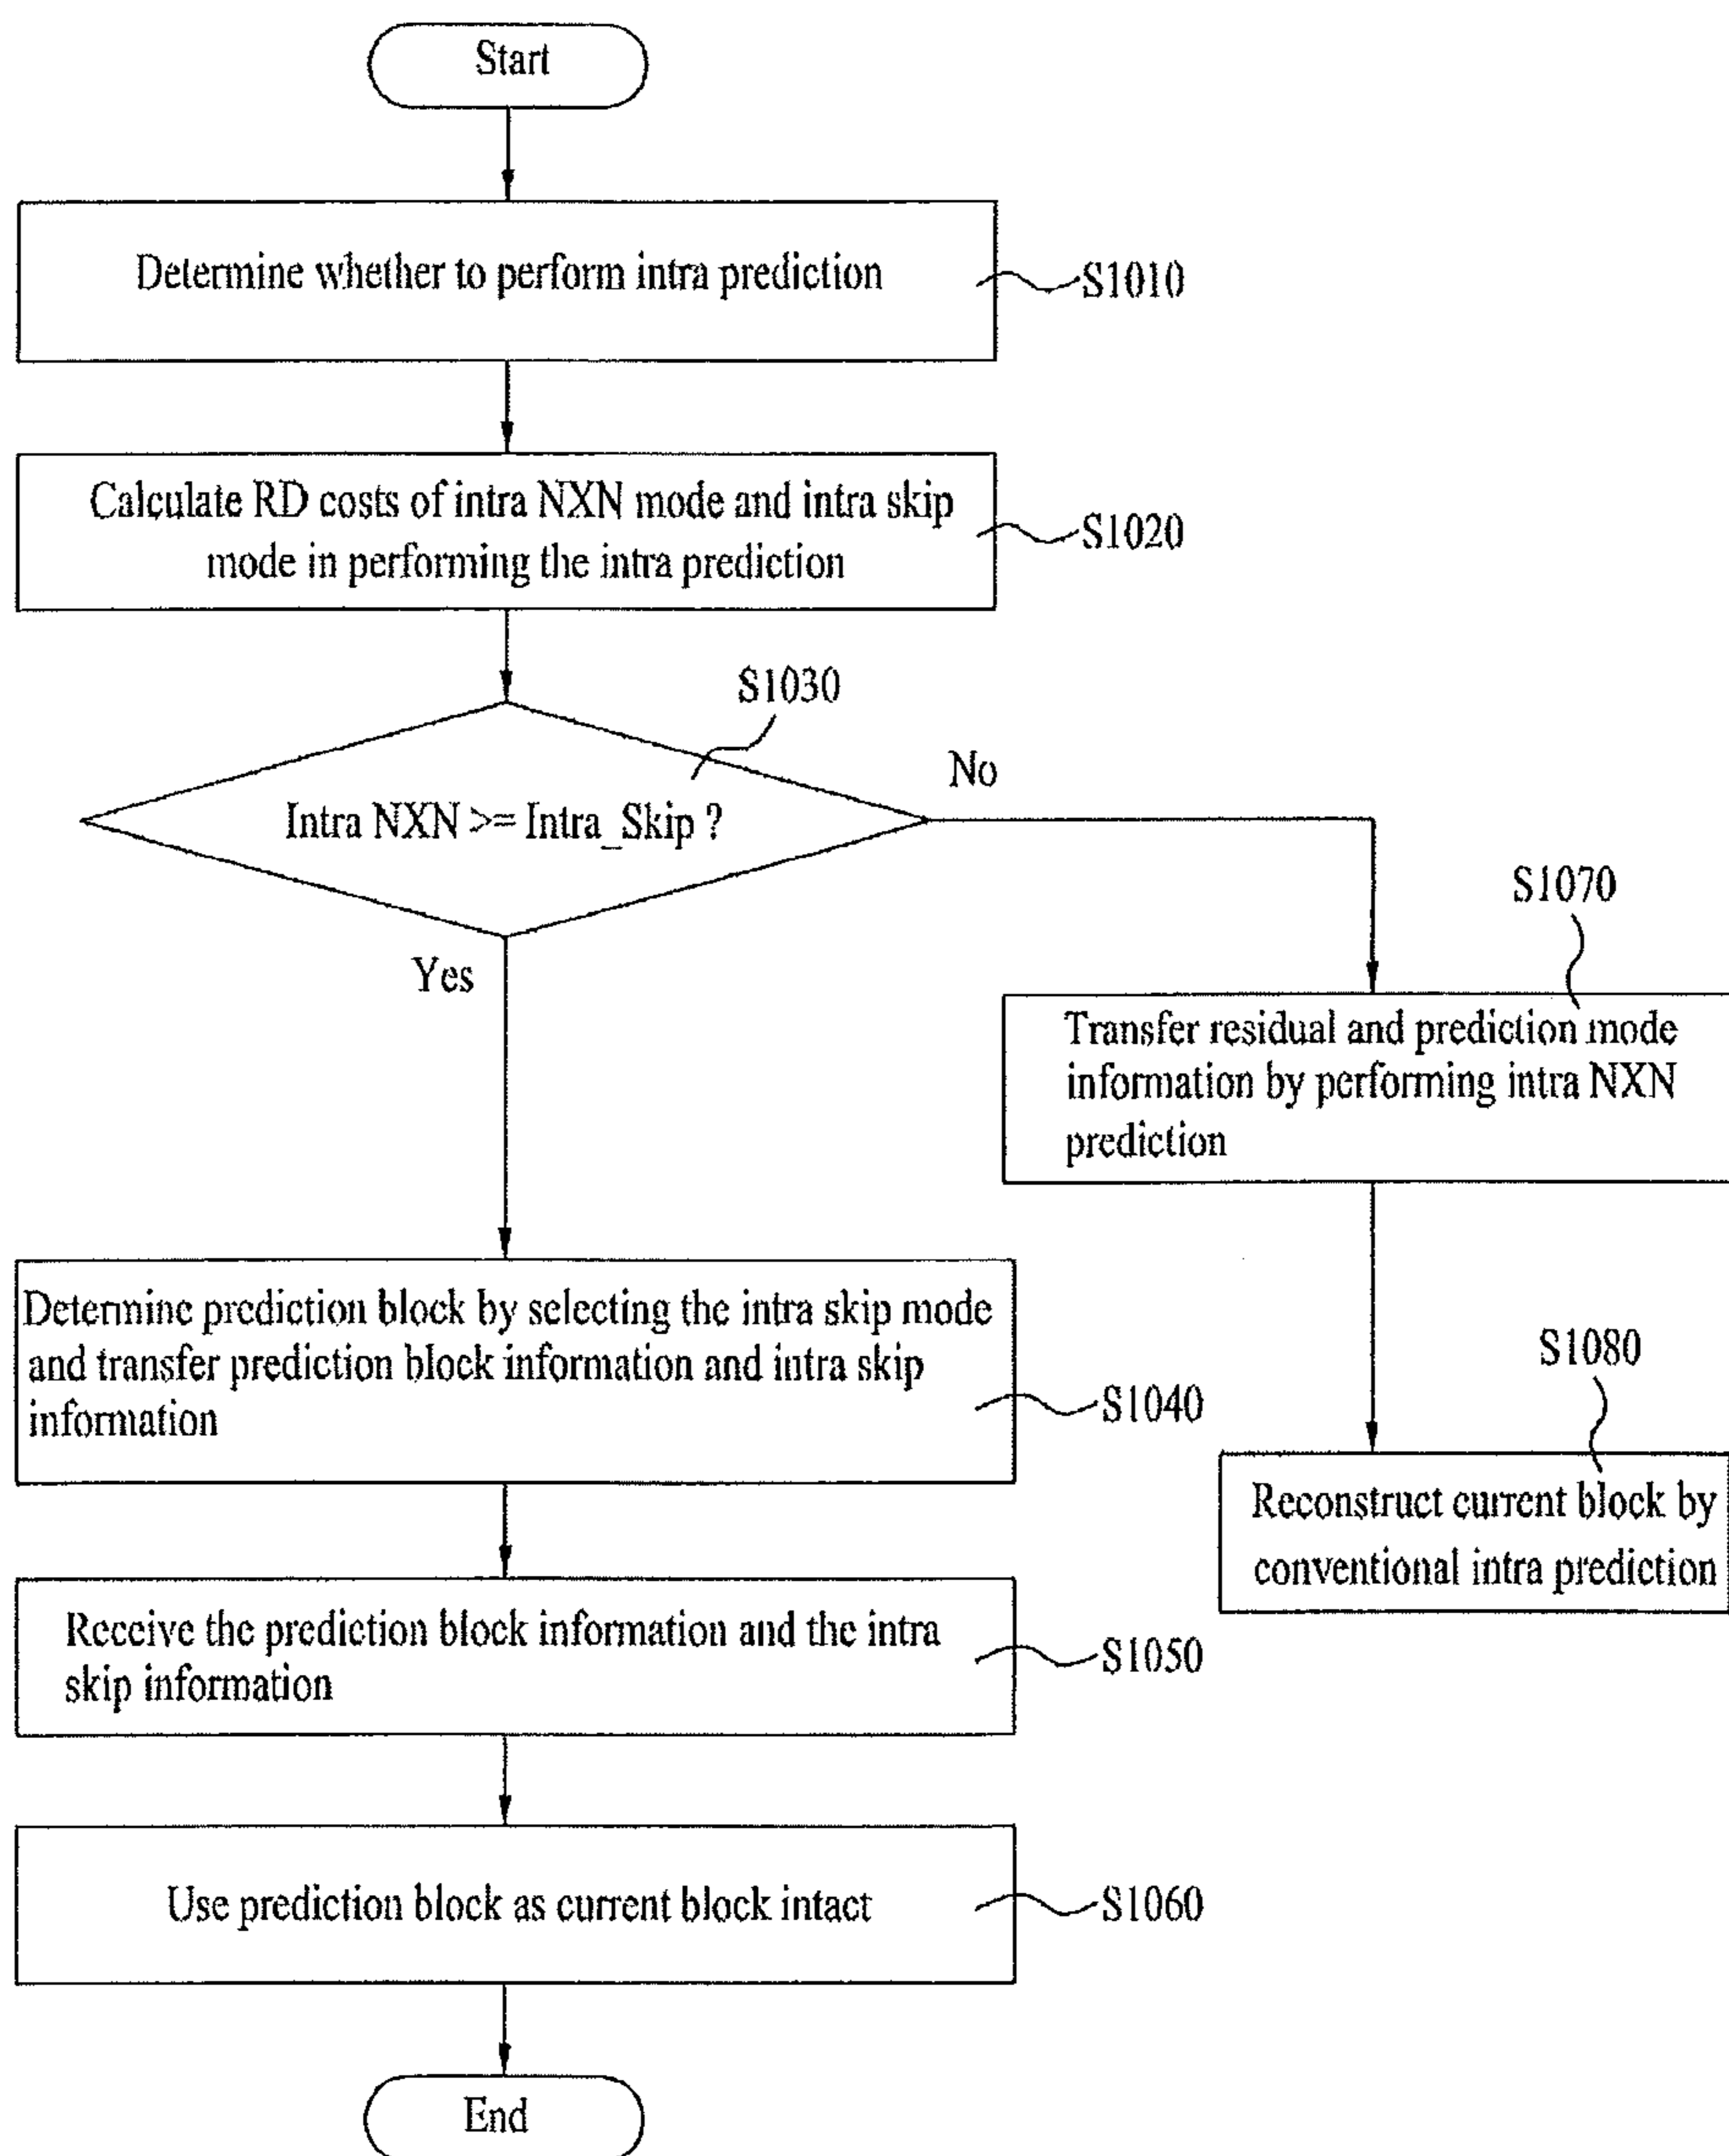 Start
Determine whether to perform intra prediction
S1010
Calculate RD costs of intra NXN mode and intra skip
mode in performing the intra prediction
S1020
S1030
Intra NXN >= Intra_Skip ?
No
Yes
S1070
Transfer residual and prediction mode
information by performing intra NXN
prediction
Determine prediction block by selecting the intra skip mode
and transfer prediction block information and intra skip
information
S1040
S1080
Reconstruct current block by
conventional intra prediction
Receive the prediction block information and the intra
skip information
S1050
Use prediction block as current block intact
S1060
End